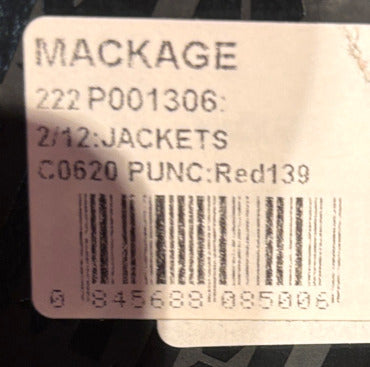 MACKAGE
222 P001306:
2/12:JACKETS
C0620 PUNC:Red139
0 845688 085006